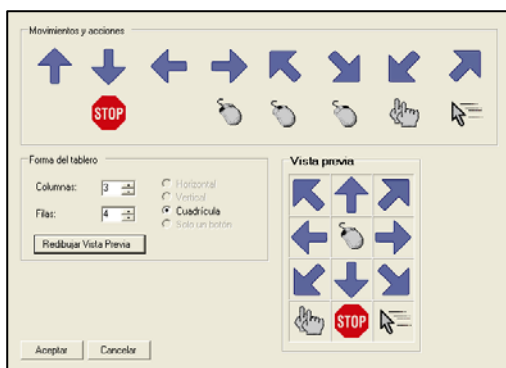 Movimientos y acciones
STOP
Forma del tablero
Columnas: 3
Filas: 4
Horizontal
Vertical
Cuadrícula
Solo un botón
Redibujar Vista Previa
Vista previa
STOP
Aceptar Cancelar